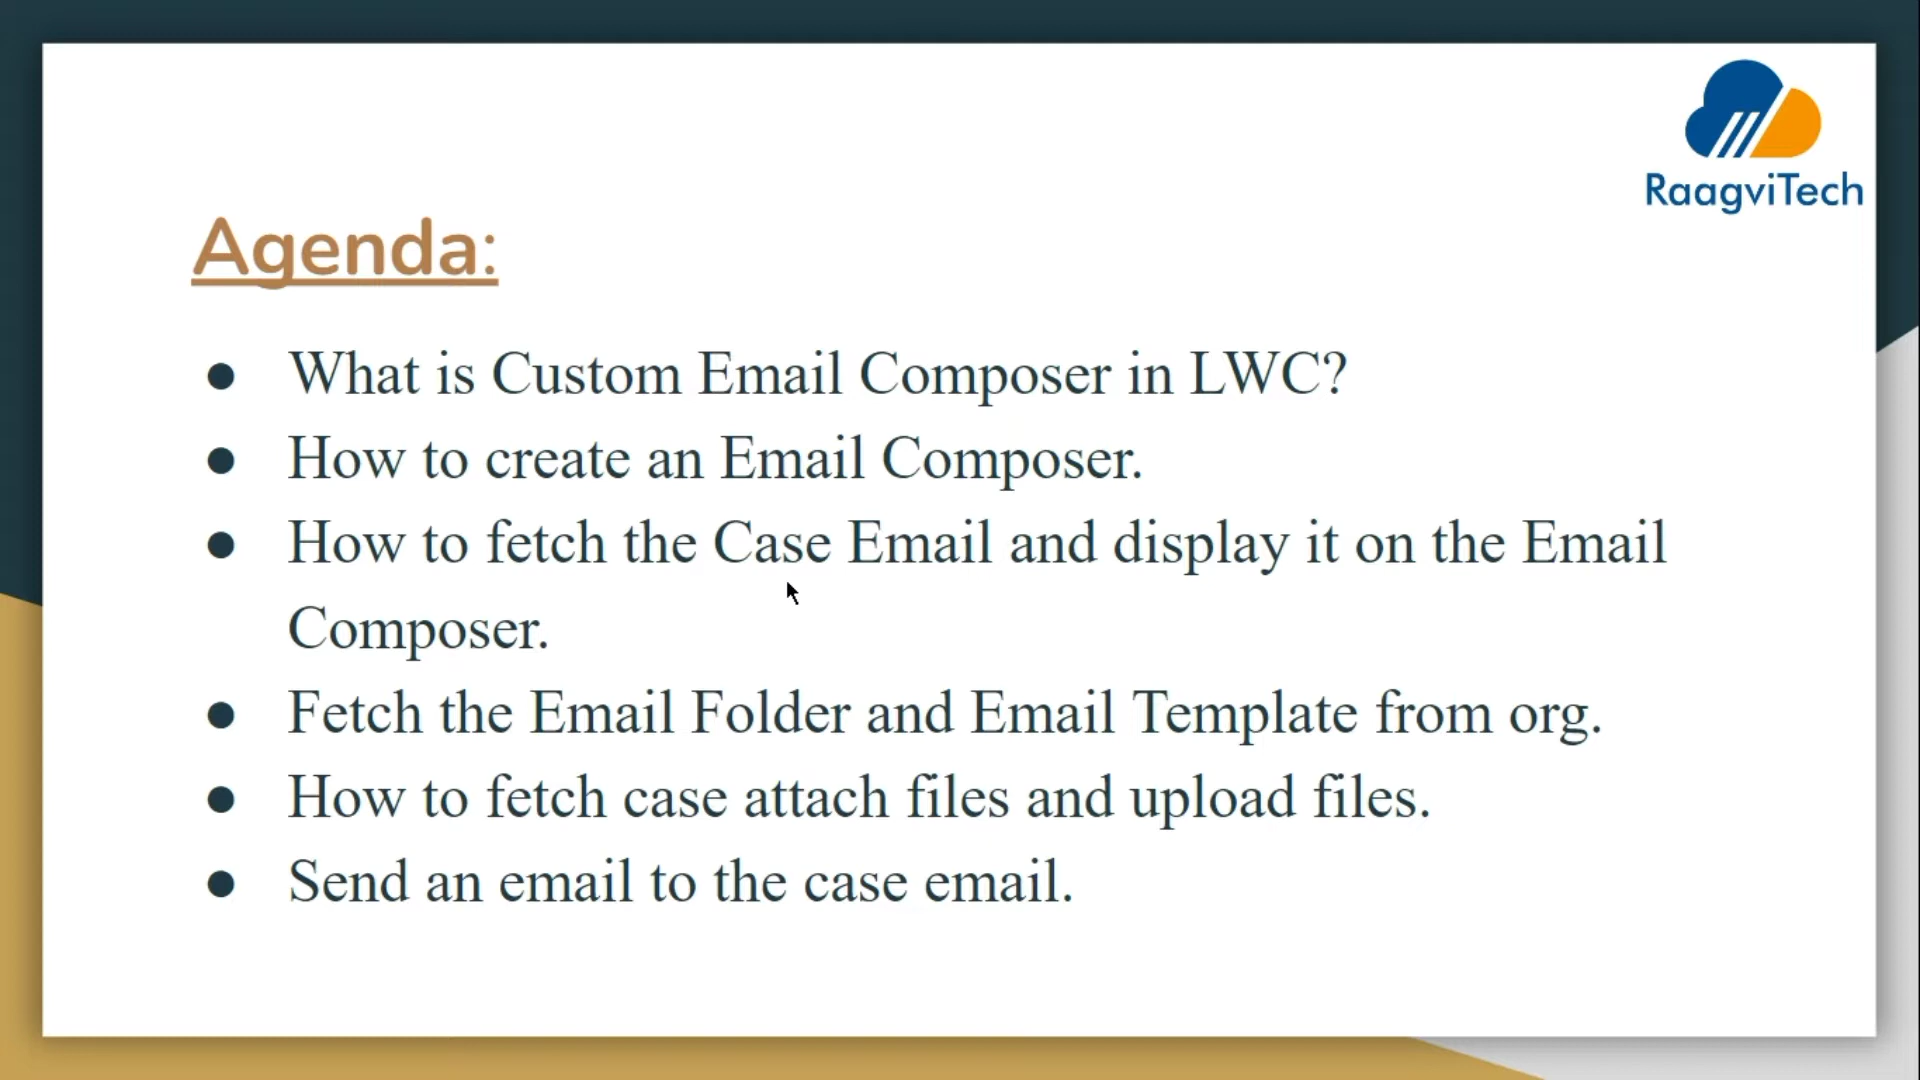 RaagviTech
Agenda:
● What is Custom Email Composer in LWC?
● How to create an Email Composer.
● How to fetch the Case Email and display it on the Email
Composer.
● Fetch the Email Folder and Email Template from org.
● How to fetch case attach files and upload files.
● Send an email to the case email.